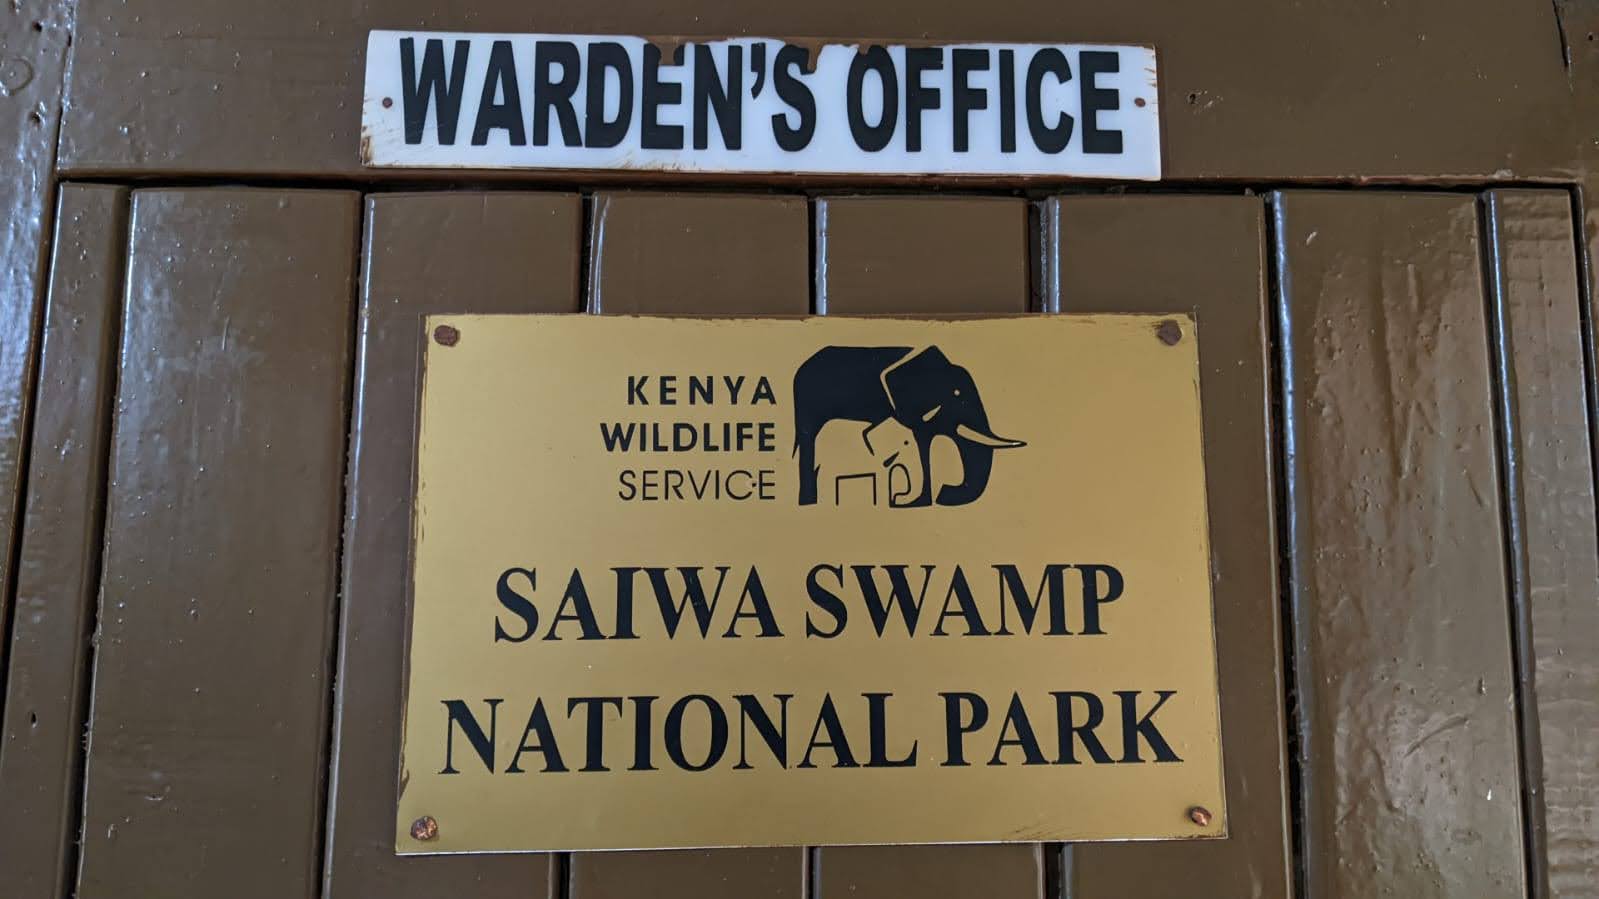 WARDEN'S OFFICE
KENYA
WILDLIFE
SERVICE
SAIWA SWAMP
NATIONAL PARK